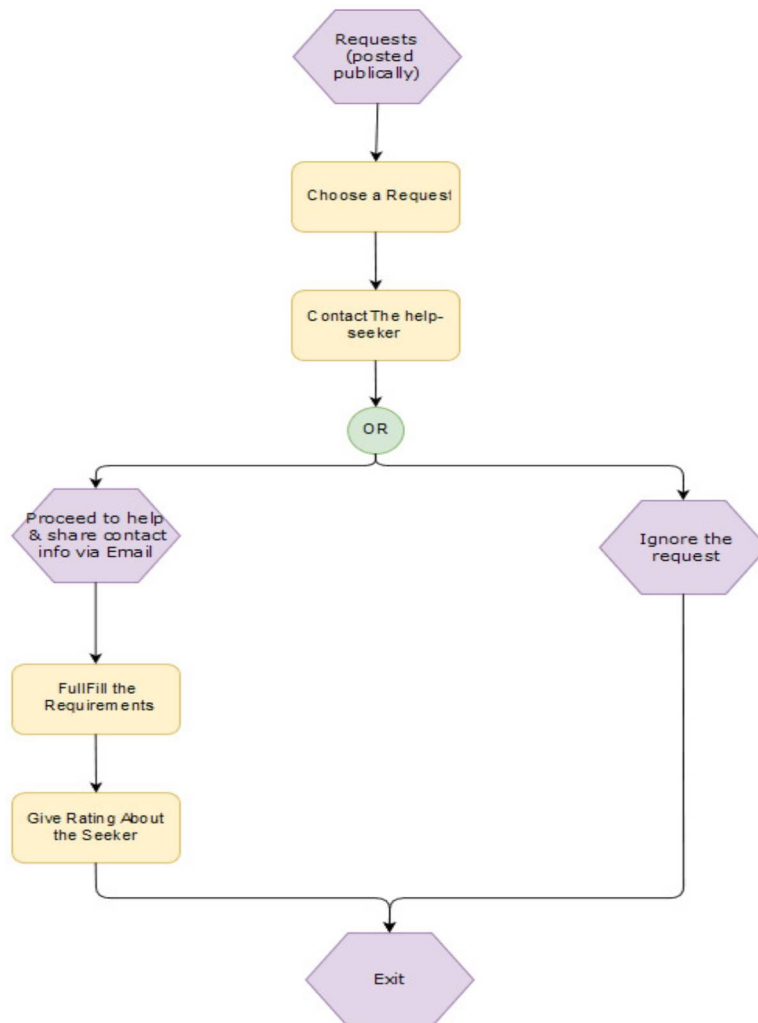 Requests
(posted
publically)
Choose a Request
Contact The help-
seeker
OR
Proceed to help
& share contact
info via Email
Ignore the
request
FullFill the
Requirements
Give Rating About
the Seeker
Exit